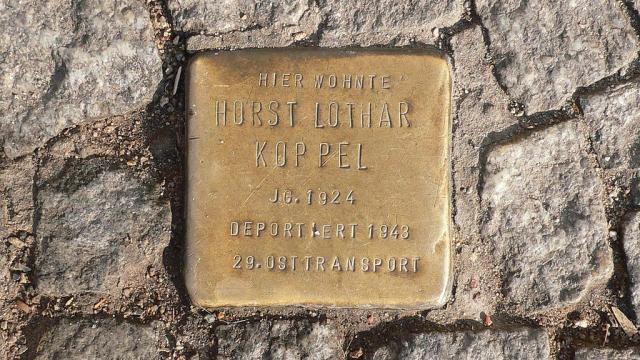 HIER WOHNTE
HORST LOTHAR
KOPPEL
JG. 1924
DEPORTIERT 1943
29. OSTTRANSPORT